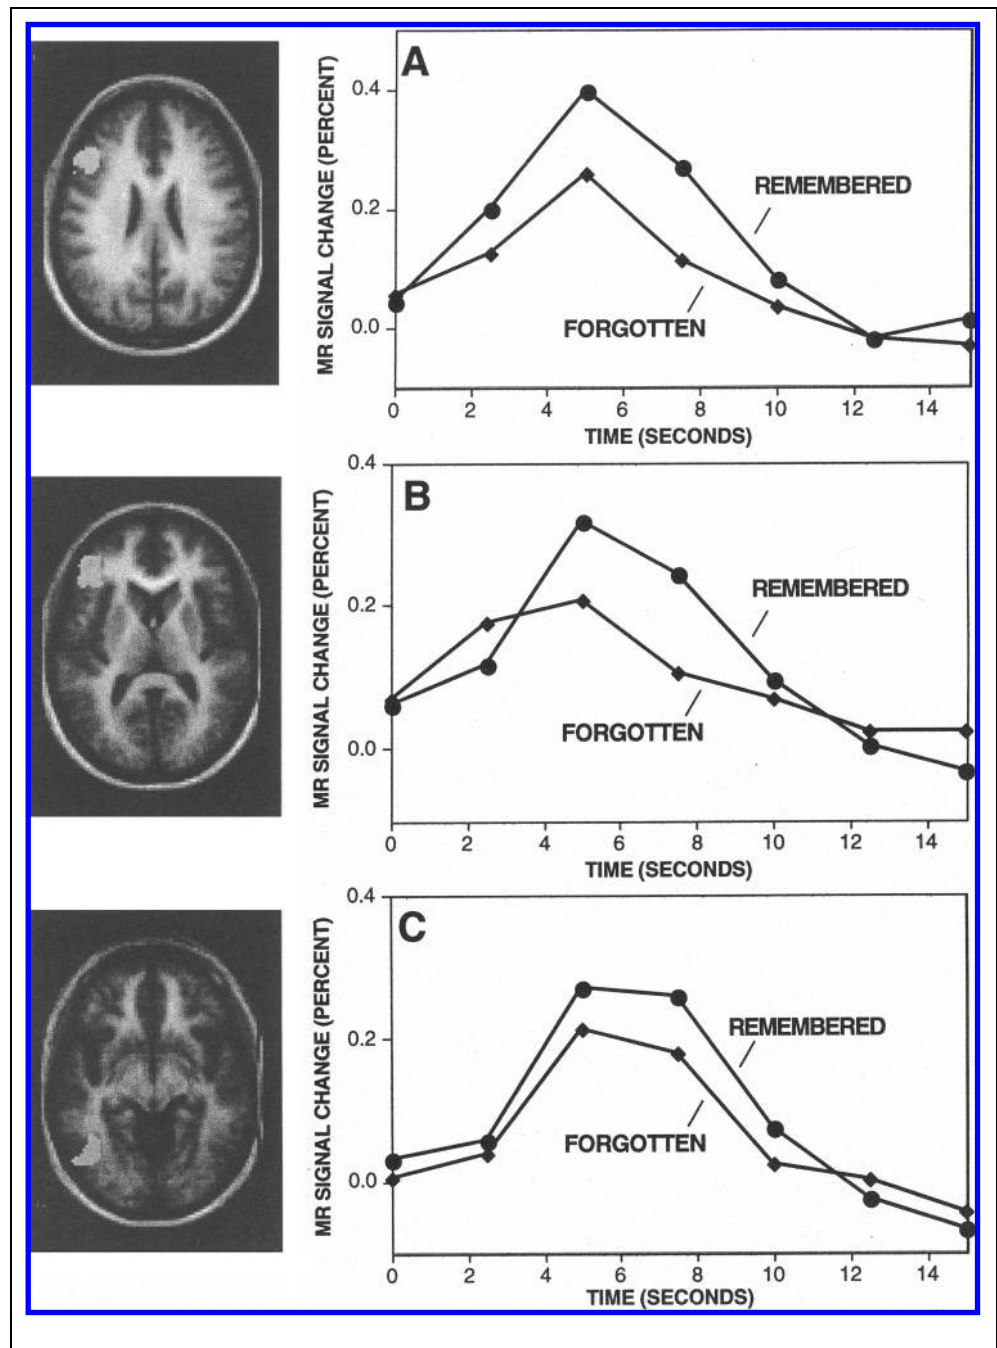 A
MR SIGNAL CHANGE (PERCENT)
0.4
0.2
0.0
REMEMBERED
FORGOTTEN
0 2 4 6 8 10 12 14
TIME (SECONDS)
B
MR SIGNAL CHANGE (PERCENT)
0.4
0.2
0.0
REMEMBERED
FORGOTTEN
0 2 4 6 8 10 12 14
TIME (SECONDS)
C
MR SIGNAL CHANGE (PERCENT)
0.4
0.2
0.0
REMEMBERED
FORGOTTEN
0 2 4 6 8 10 12 14
TIME (SECONDS)